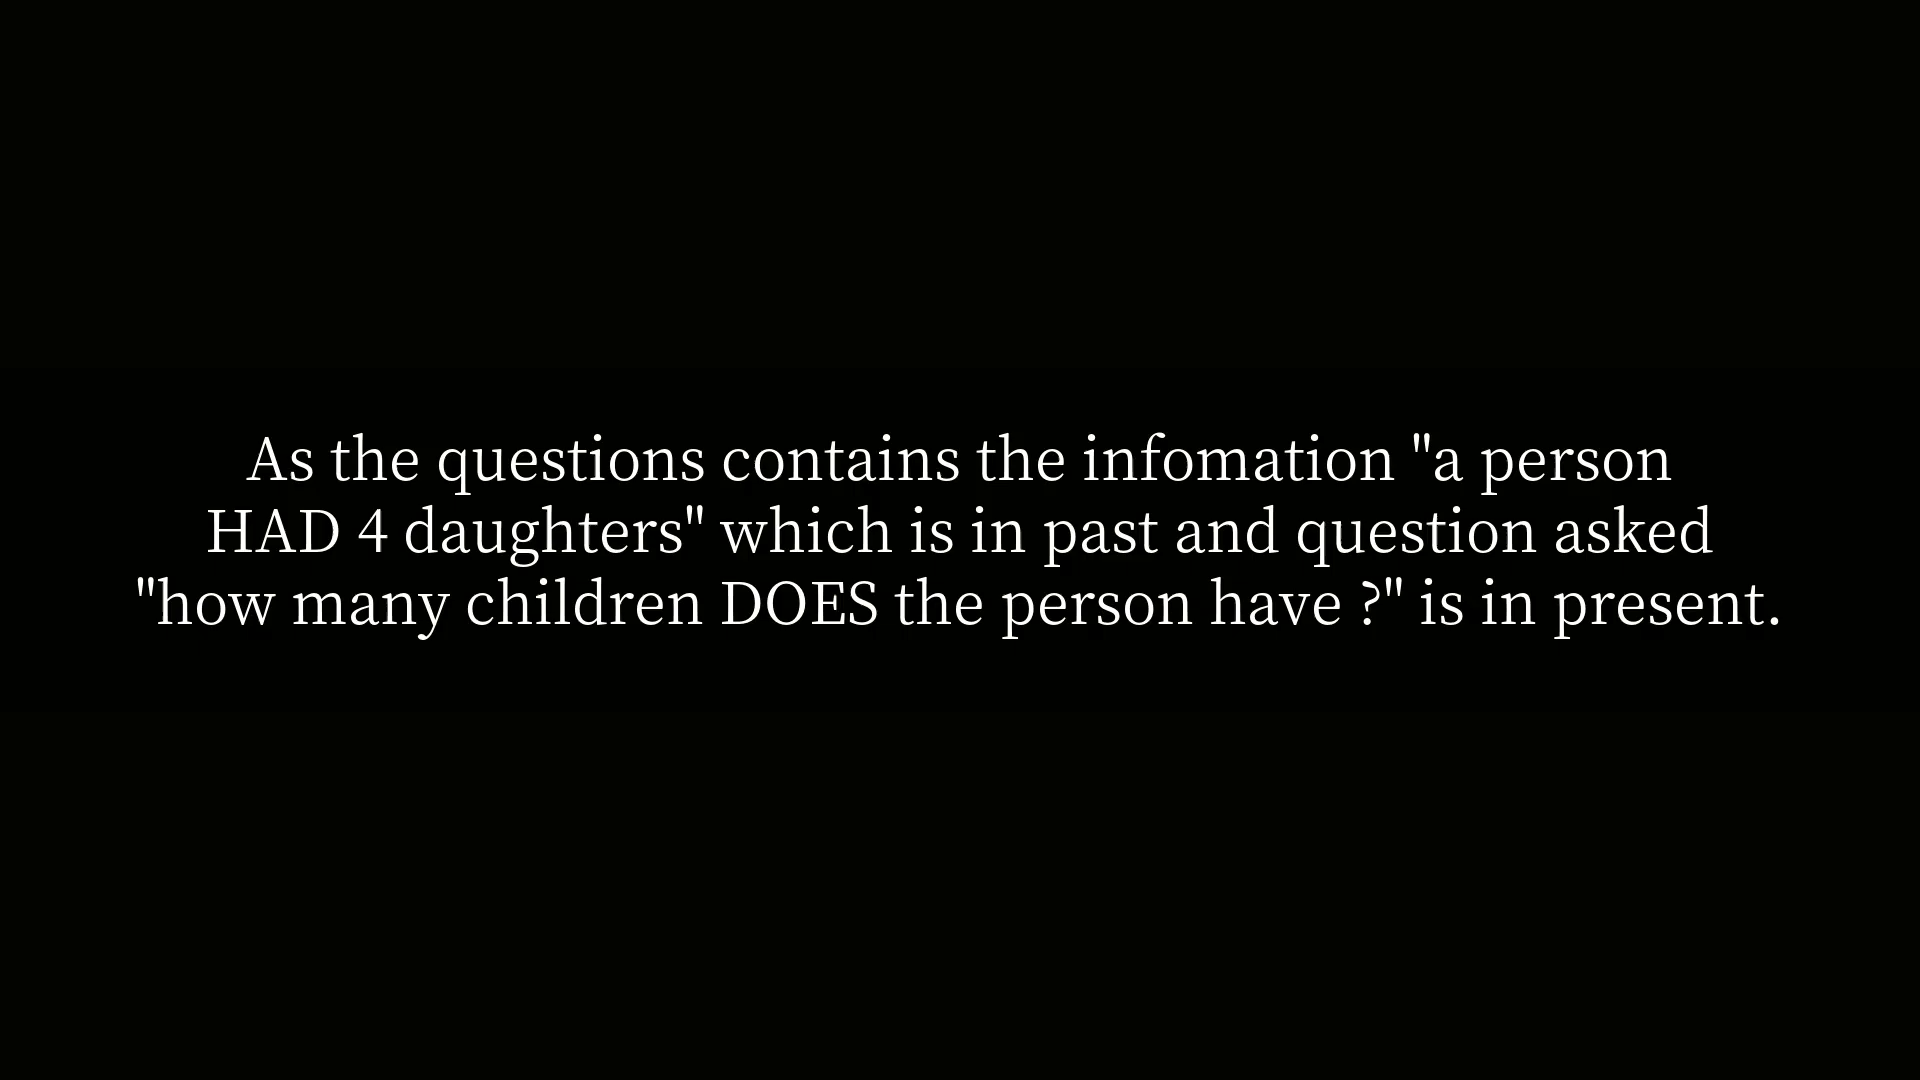 As the questions contains the infomation "a person
HAD 4 daughters" which is in past and question asked
"how many children DOES the person have ?" is in present.